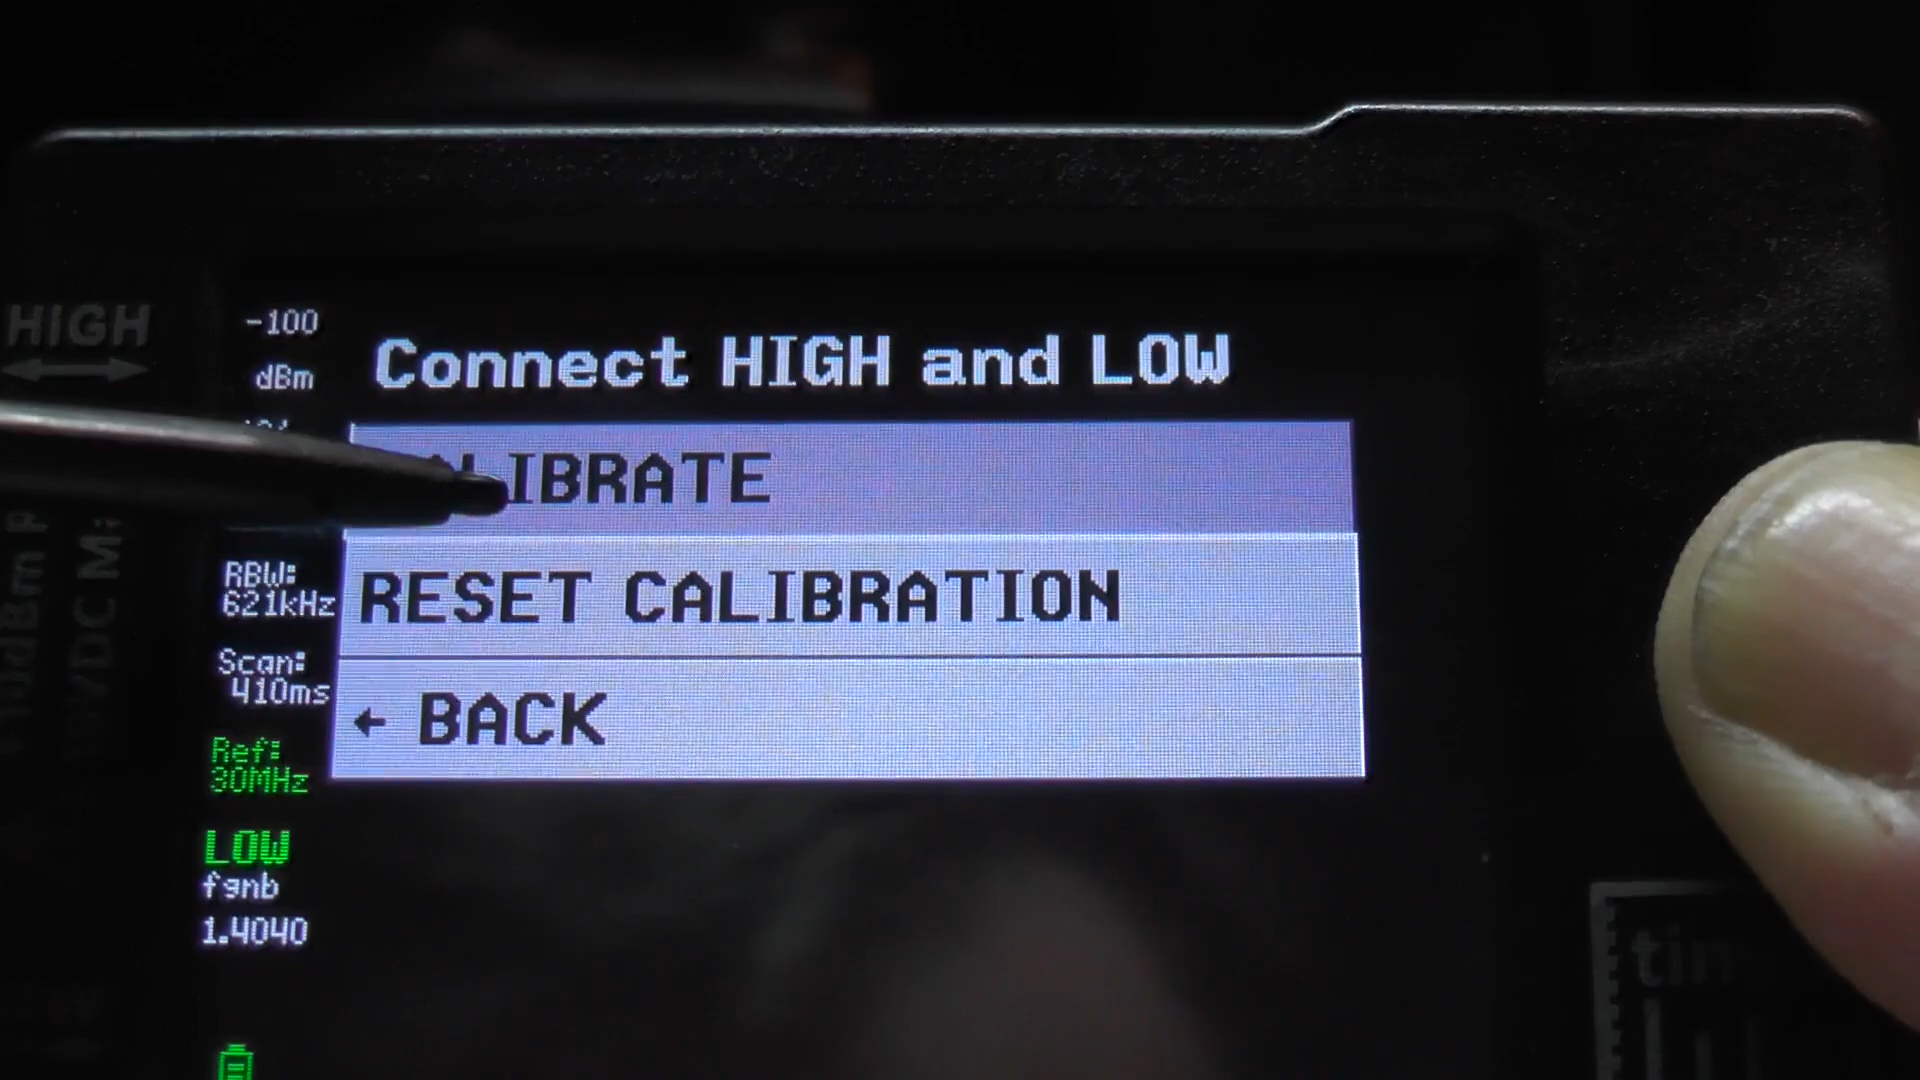 HIGH
-100
dBm
Connect HIGH and LOW
CALIBRATE
RESET CALIBRATION
← BACK
RBW:
621kHz
Scan:
410ms
Ref:
30MHz
LOW
fgnb
1.4040